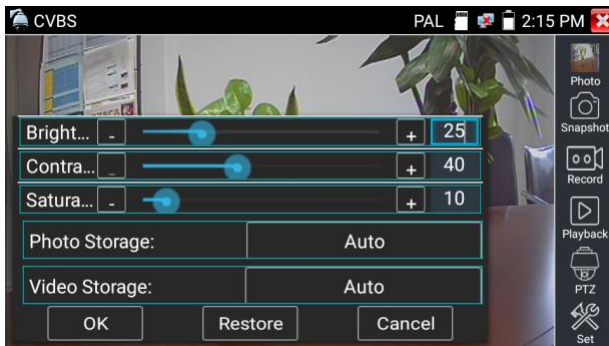 CVBS PAL 2:15 PM
Photo
Snapshot
Record
Playback
PTZ
Set
Bright... - + 25
Contra... - + 40
Satura... - + 10
Photo Storage: Auto
Video Storage: Auto
OK Restore Cancel